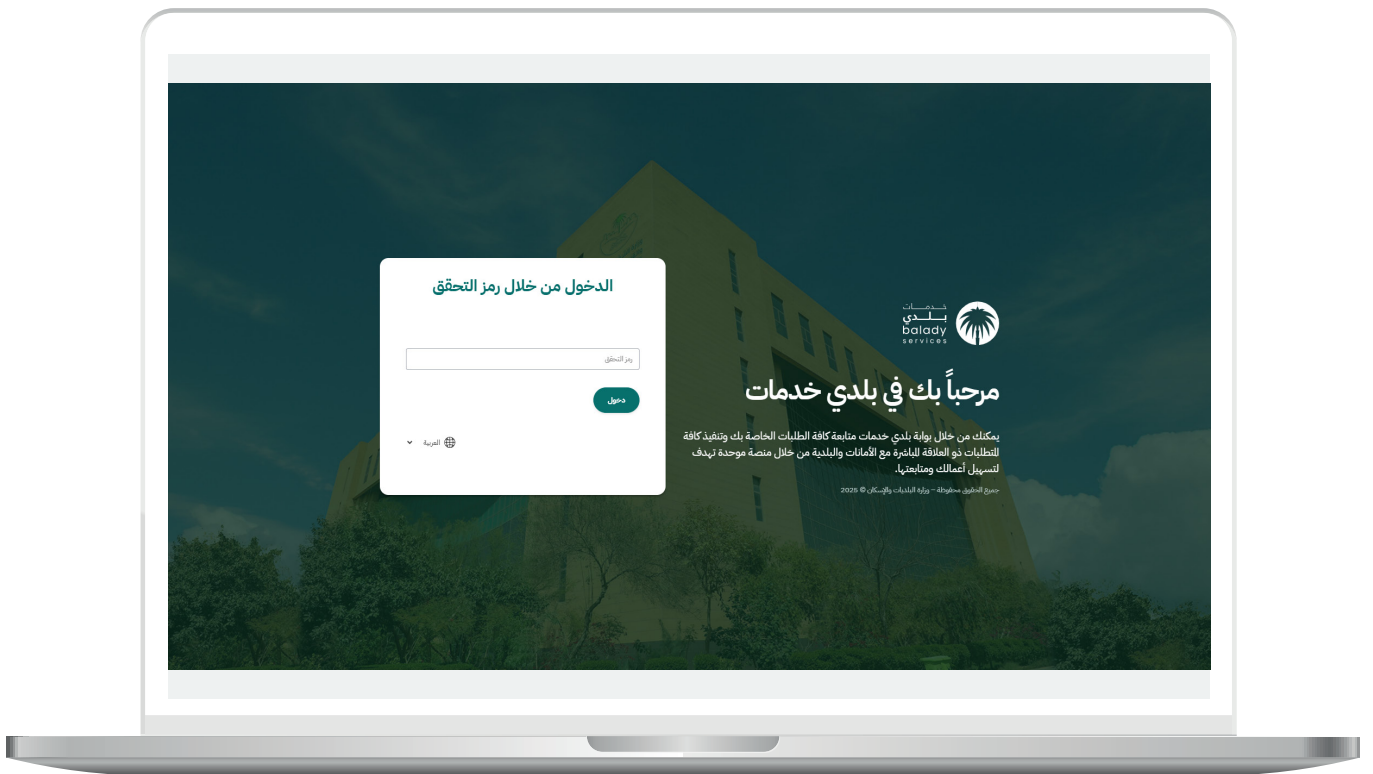 خدمات
بلدي
balady
services
مرحباً بك في بلدي خدمات
يمكنك من خلال بوابة بلدي خدمات متابعة كافة الطلبات الخاصة بك وتنفيذ كافة
المتطلبات ذو العلاقة المباشرة مع الأمانات والبلدية من خلال منصة موحدة تهدف
لتسهيل أعمالك ومتابعتها.
جميع الحقوق محفوظة – وزارة البلديات والإسكان © 2025
الدخول من خلال رمز التحقق
رمز التحقق
دخول
العربية